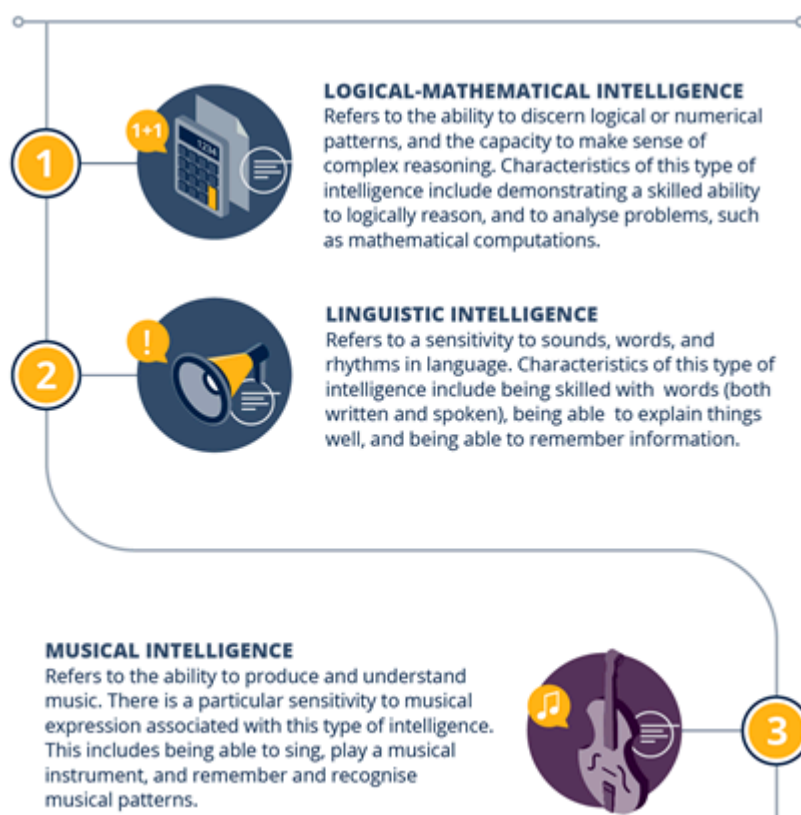 1
1+1
1234
LOGICAL-MATHEMATICAL INTELLIGENCE
Refers to the ability to discern logical or numerical
patterns, and the capacity to make sense of
complex reasoning. Characteristics of this type of
intelligence include demonstrating a skilled ability
to logically reason, and to analyse problems, such
as mathematical computations.
2
!
LINGUISTIC INTELLIGENCE
Refers to a sensitivity to sounds, words, and
rhythms in language. Characteristics of this type of
intelligence include being skilled with words (both
written and spoken), being able to explain things
well, and being able to remember information.
MUSICAL INTELLIGENCE
Refers to the ability to produce and understand
music. There is a particular sensitivity to musical
expression associated with this type of intelligence.
This includes being able to sing, play a musical
instrument, and remember and recognise
musical patterns.
3